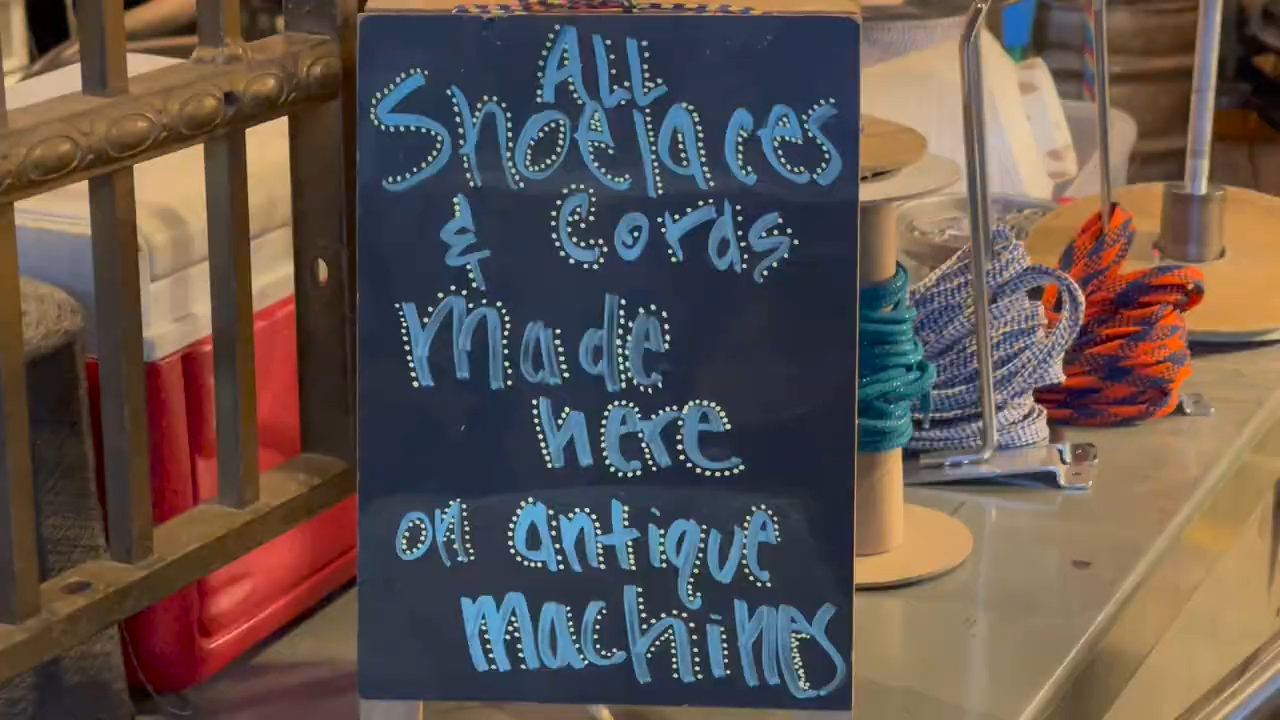 ALL
Shoelaces
& Cords
Made
here
on antique
machines